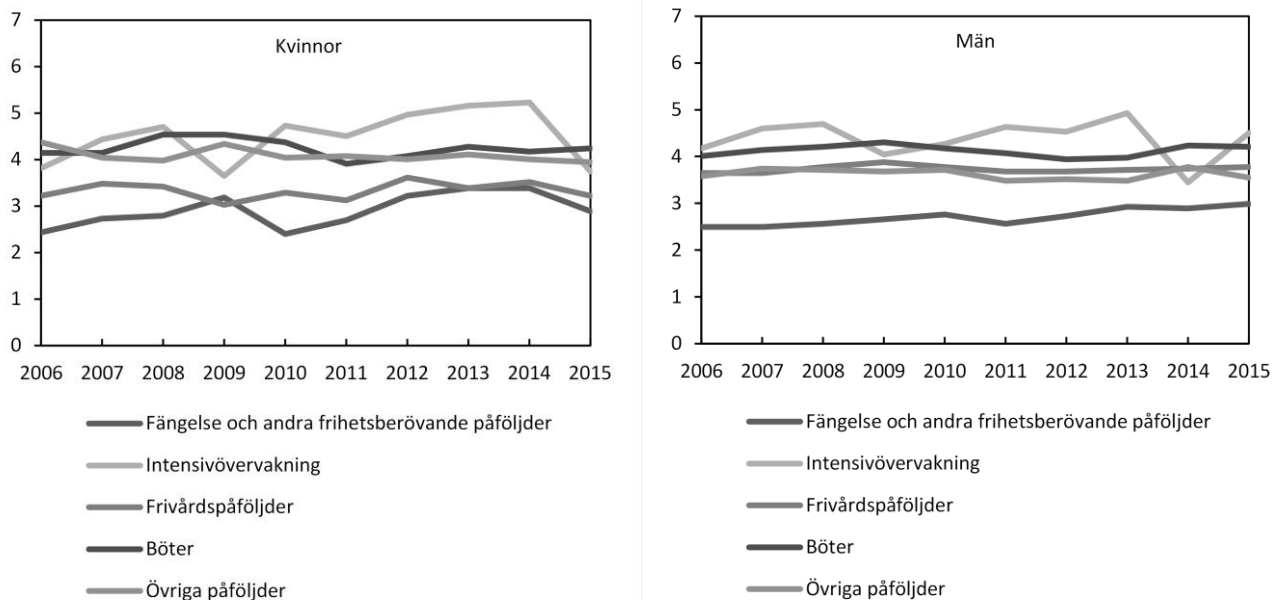 Kvinnor
7
6
5
4
3
2
1
0
2006 2007 2008 2009 2010 2011 2012 2013 2014 2015
Fängelse och andra frihetsberövande påföljder
Intensivövervakning
Frivårdspåföljder
Böter
Övriga påföljder
Män
7
6
5
4
3
2
1
0
2006 2007 2008 2009 2010 2011 2012 2013 2014 2015
Fängelse och andra frihetsberövande påföljder
Intensivövervakning
Frivårdspåföljder
Böter
Övriga påföljder